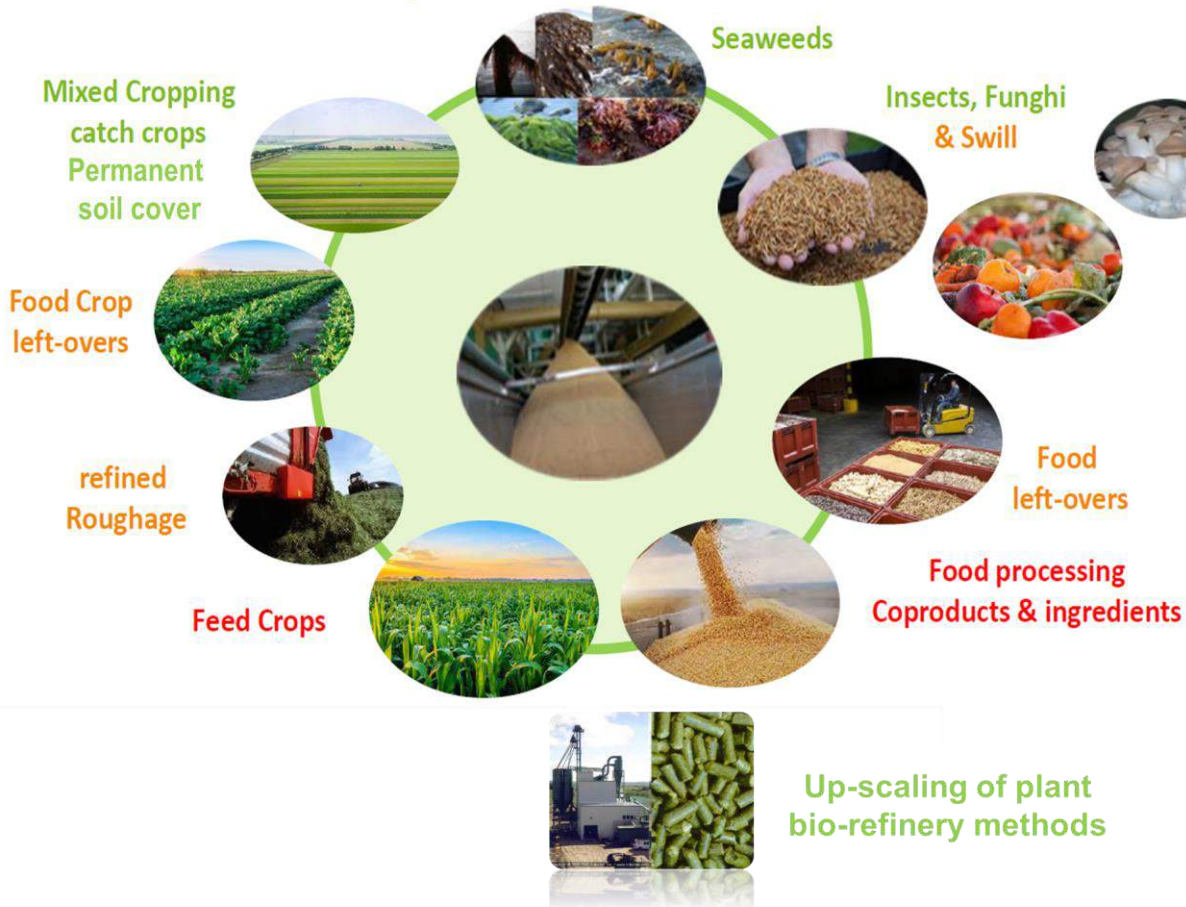 Seaweeds
Mixed Cropping
catch crops
Permanent
soil cover
Insects, Funghi
& Swill
Food Crop
left-overs
refined
Roughage
Food
left-overs
Feed Crops
Food processing
Coproducts & ingredients
Up-scaling of plant
bio-refinery methods